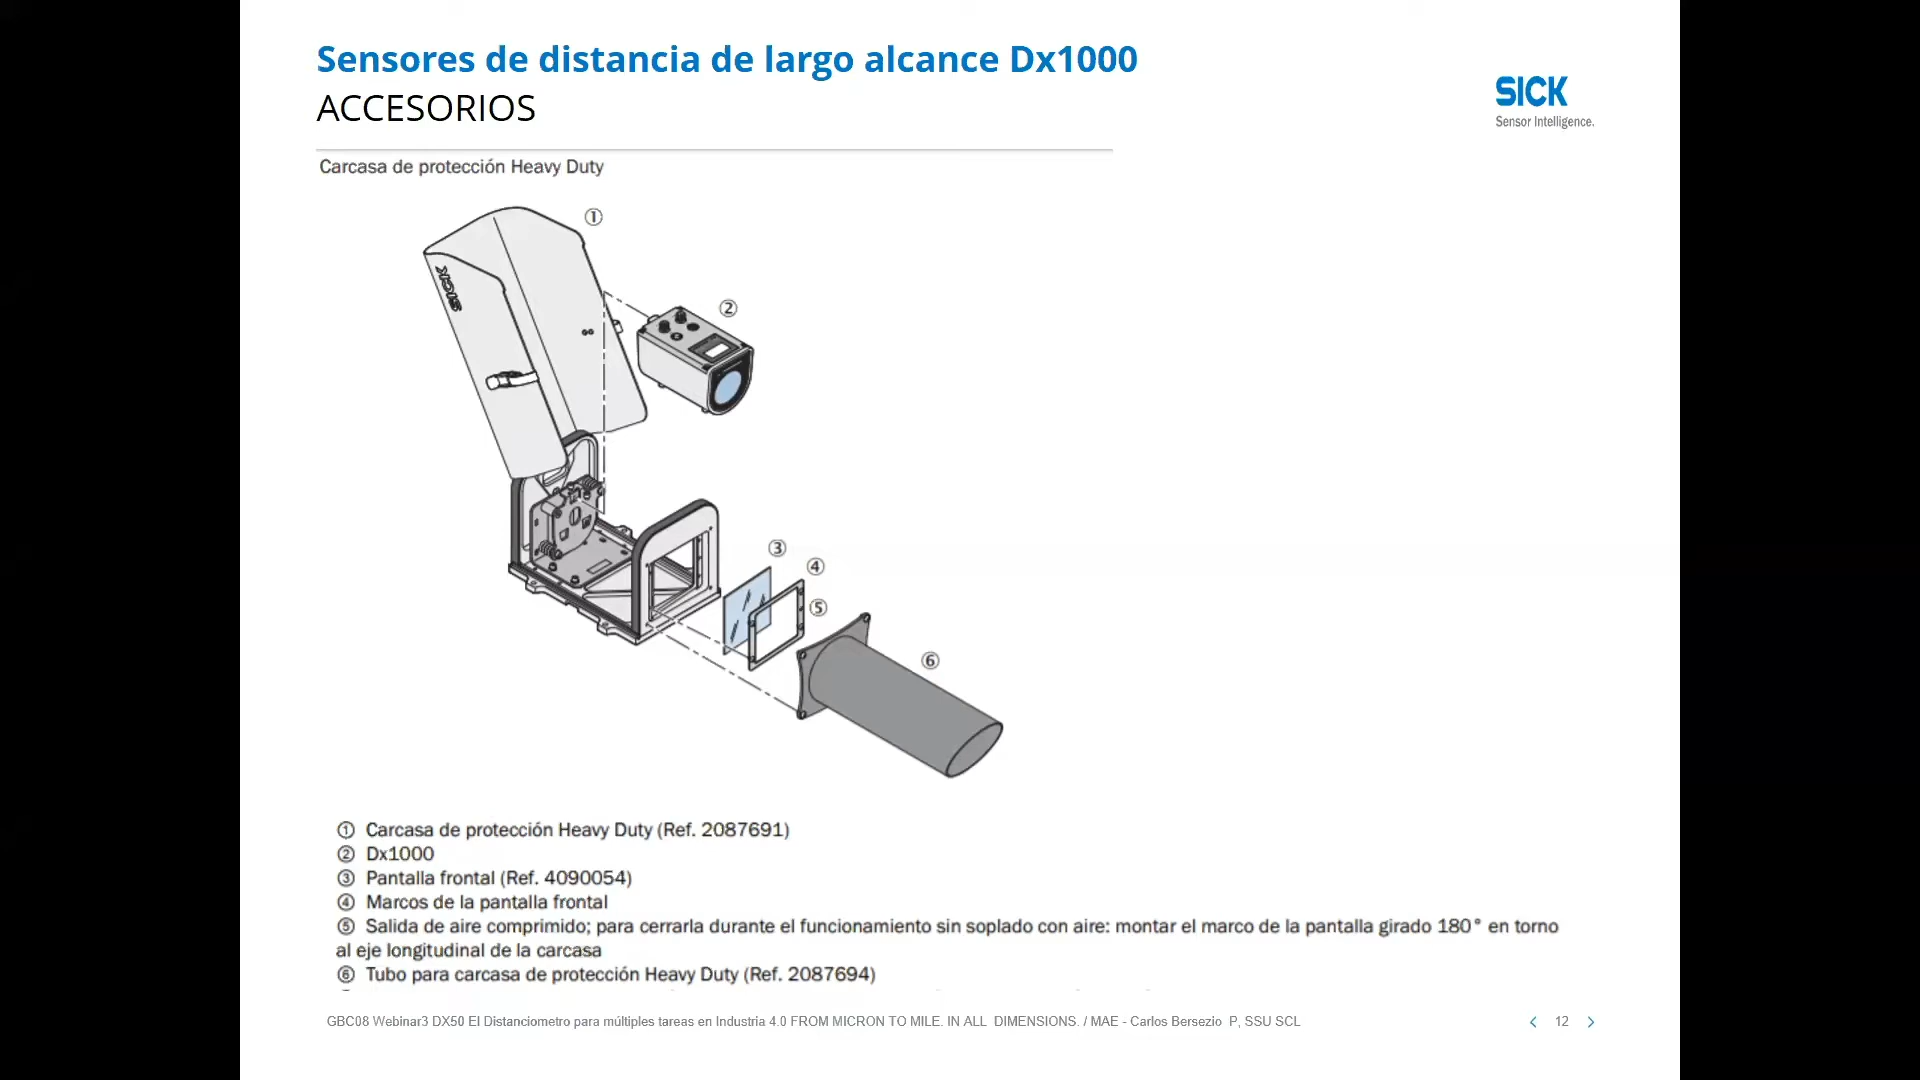 Sensores de distancia de largo alcance Dx1000
ACCESORIOS
SICK
Sensor Intelligence.
Carcasa de protección Heavy Duty
①
SICK
②
③
④
⑤
⑥
① Carcasa de protección Heavy Duty (Ref. 2087691)
② Dx1000
③ Pantalla frontal (Ref. 4090054)
④ Marcos de la pantalla frontal
⑤ Salida de aire comprimido; para cerrarla durante el funcionamiento sin soplado con aire: montar el marco de la pantalla girado 180° en torno
al eje longitudinal de la carcasa
⑥ Tubo para carcasa de protección Heavy Duty (Ref. 2087694)
GBC08 Webinar3 DX50 El Distanciometro para múltiples tareas en Industria 4.0 FROM MICRON TO MILE. IN ALL DIMENSIONS. / MAE - Carlos Bersezio P, SSU SCL
< 12 >